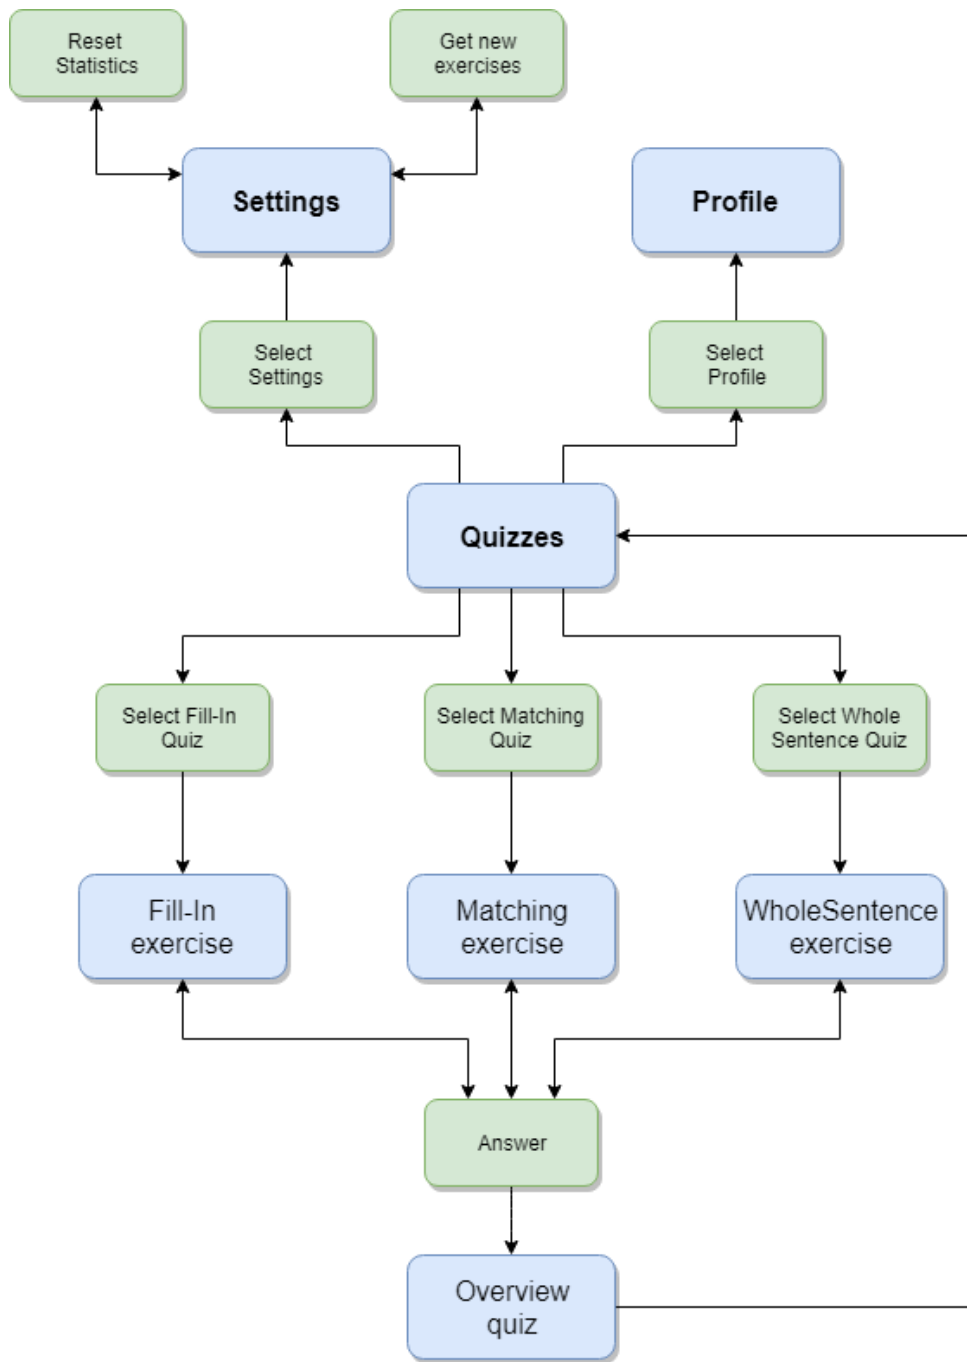 Reset
Statistics
Get new
exercises
Settings
Profile
Select
Settings
Select
Profile
Quizzes
Select Fill-In
Quiz
Select Matching
Quiz
Select Whole
Sentence Quiz
Fill-In
exercise
Matching
exercise
WholeSentence
exercise
Answer
Overview
quiz